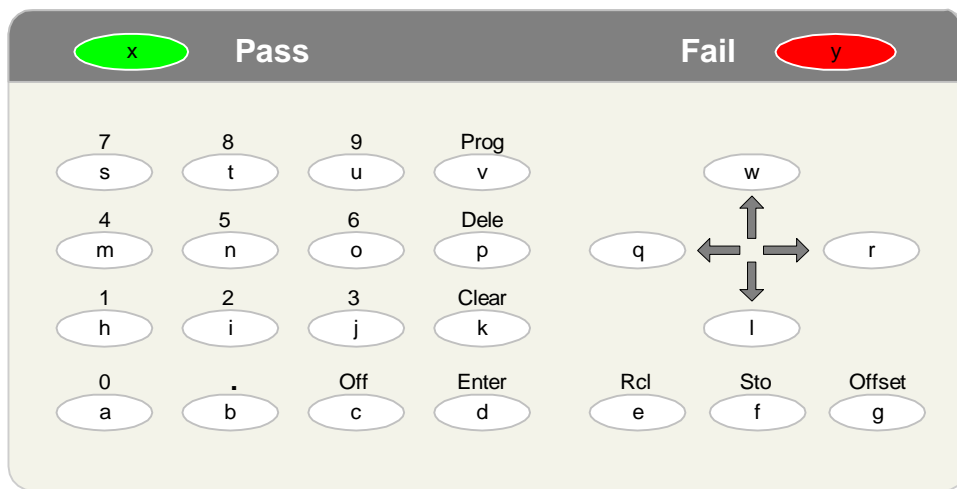 x Pass Fail y
7 8 9 Prog
s t u v w
4 5 6 Dele
m n o p q r
1 2 3 Clear
h i j k l
0 . Off Enter Rcl Sto Offset
a b c d e f g